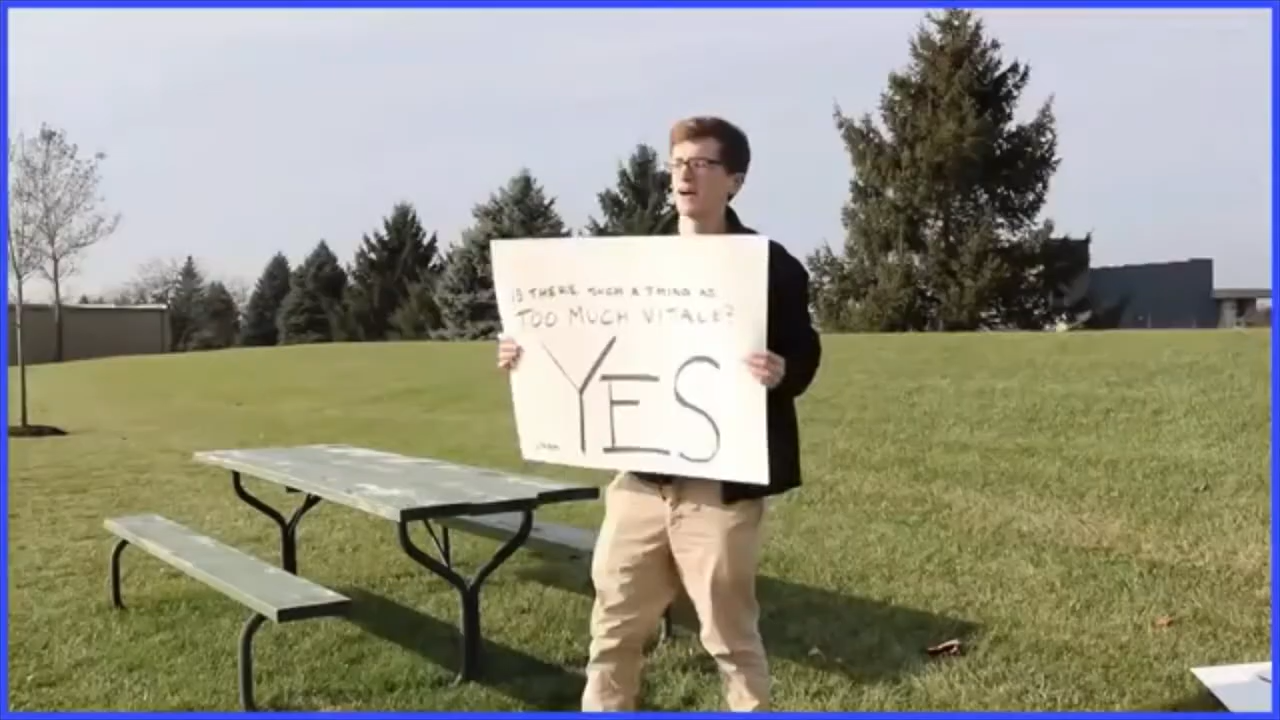 IS THERE SUCH A THING AS
TOO MUCH VITALE?
YES